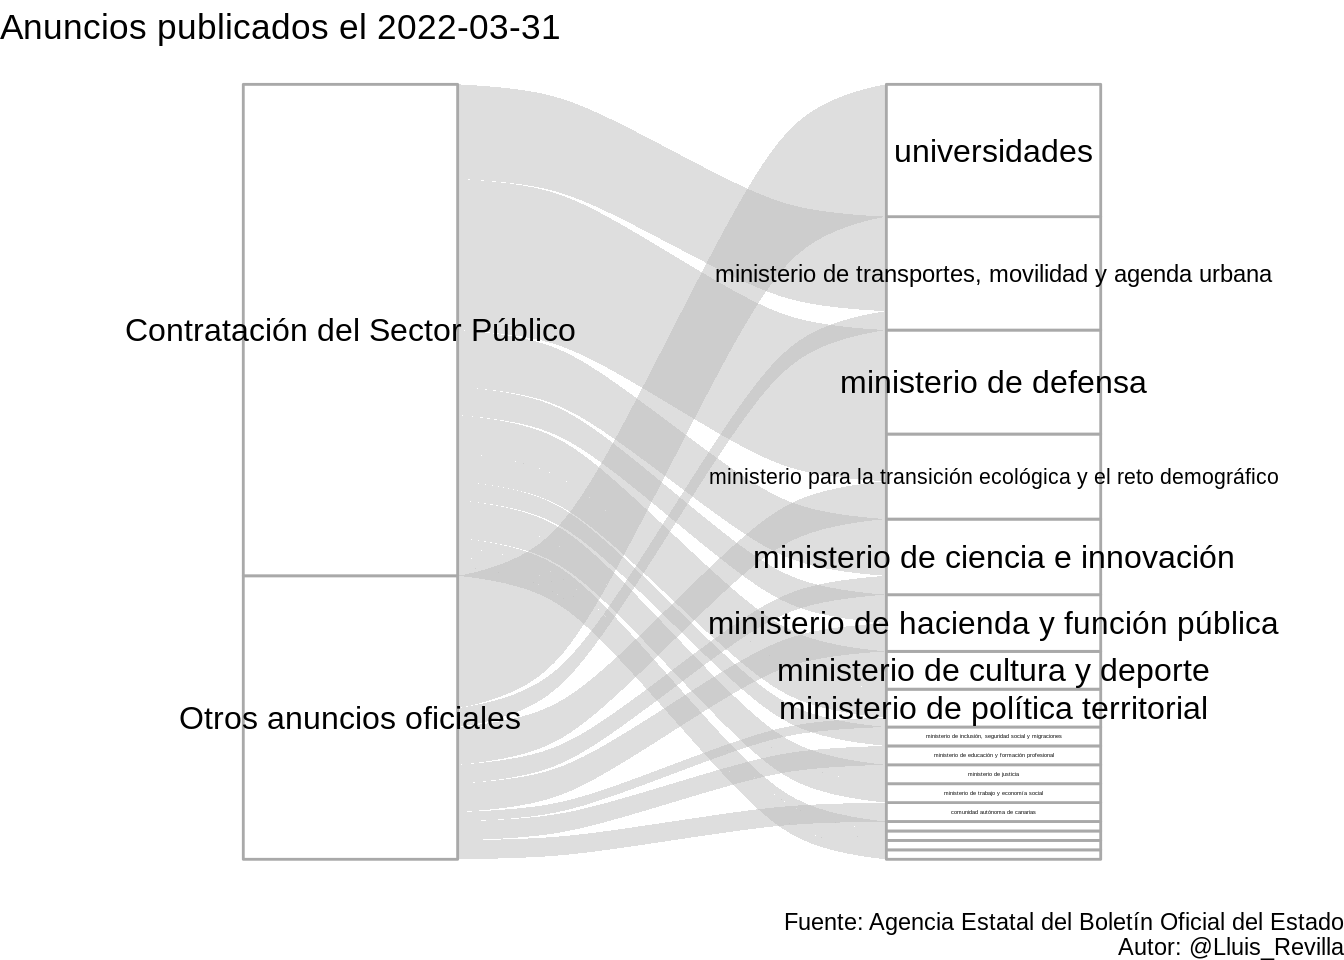 Anuncios publicados el 2022-03-31
Contratación del Sector Público
Otros anuncios oficiales
universidades
ministerio de transportes, movilidad y agenda urbana
ministerio de defensa
ministerio para la transición ecológica y el reto demográfico
ministerio de ciencia e innovación
ministerio de hacienda y función pública
ministerio de cultura y deporte
ministerio de política territorial
ministerio de inclusión, seguridad social y migraciones
ministerio de educación y formación profesional
ministerio de justicia
ministerio de trabajo y economía social
comunidad autónoma de canarias
Fuente: Agencia Estatal del Boletín Oficial del Estado
Autor: @Lluis_Revilla